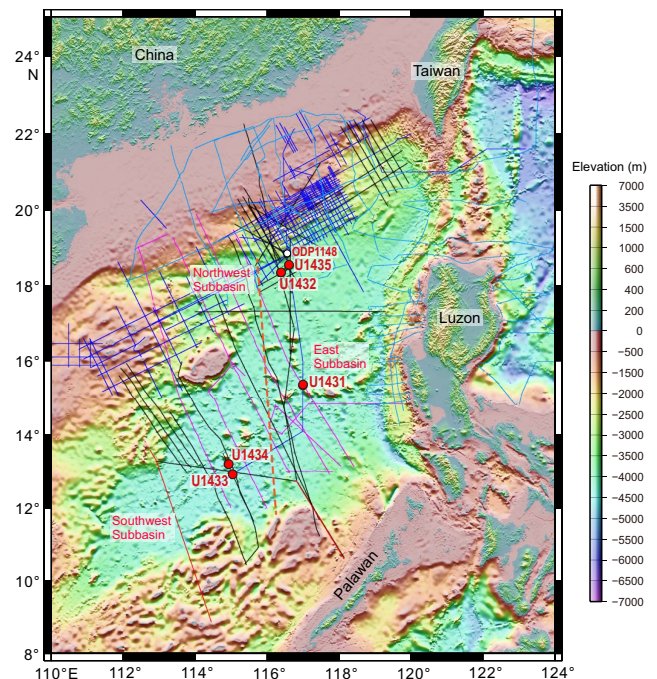 24°
N
22°
20°
18°
16°
14°
12°
10°
8°
110°E
112°
114°
116°
118°
120°
122°
124°
China
Taiwan
ODP1148
U1435
U1432
Northwest
Subbasin
Luzon
East
Subbasin
U1431
U1434
U1433
Southwest
Subbasin
Palawan
Elevation (m)
7000
3500
1500
1000
600
400
200
0
−500
−1000
−1500
−2000
−2500
−3000
−3500
−4000
−4500
−5000
−5500
−6000
−6500
−7000